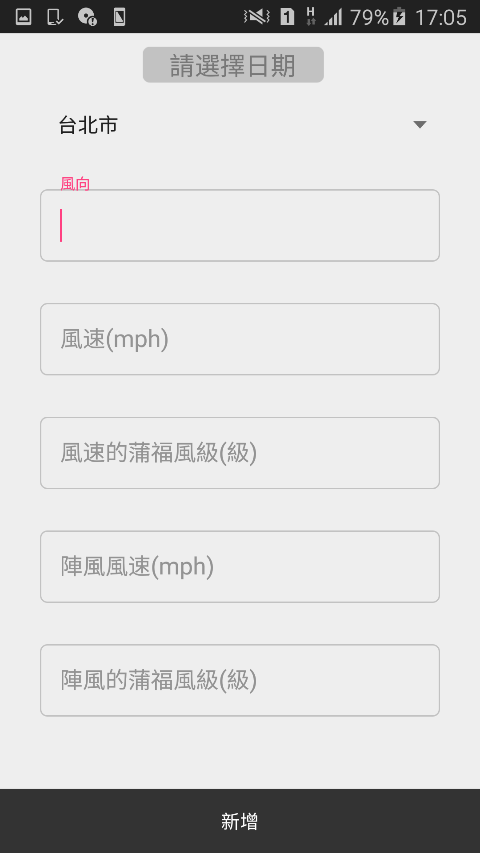 1 H 79% 17:05
請選擇日期
台北市
風向
風速(mph)
風速的蒲福風級(級)
陣風風速(mph)
陣風的蒲福風級(級)
新增